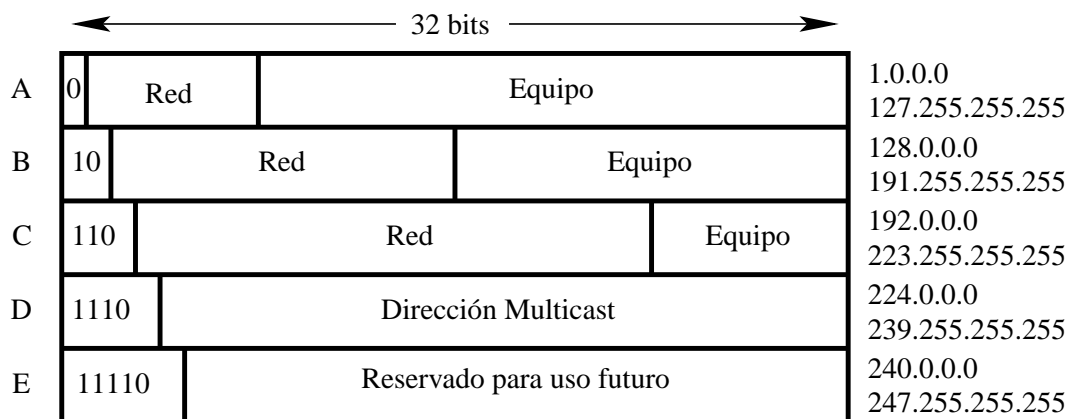 32 bits
A 0 Red Equipo 1.0.0.0
127.255.255.255
B 10 Red Equipo 128.0.0.0
191.255.255.255
C 110 Red Equipo 192.0.0.0
223.255.255.255
D 1110 Dirección Multicast 224.0.0.0
239.255.255.255
E 11110 Reservado para uso futuro 240.0.0.0
247.255.255.255